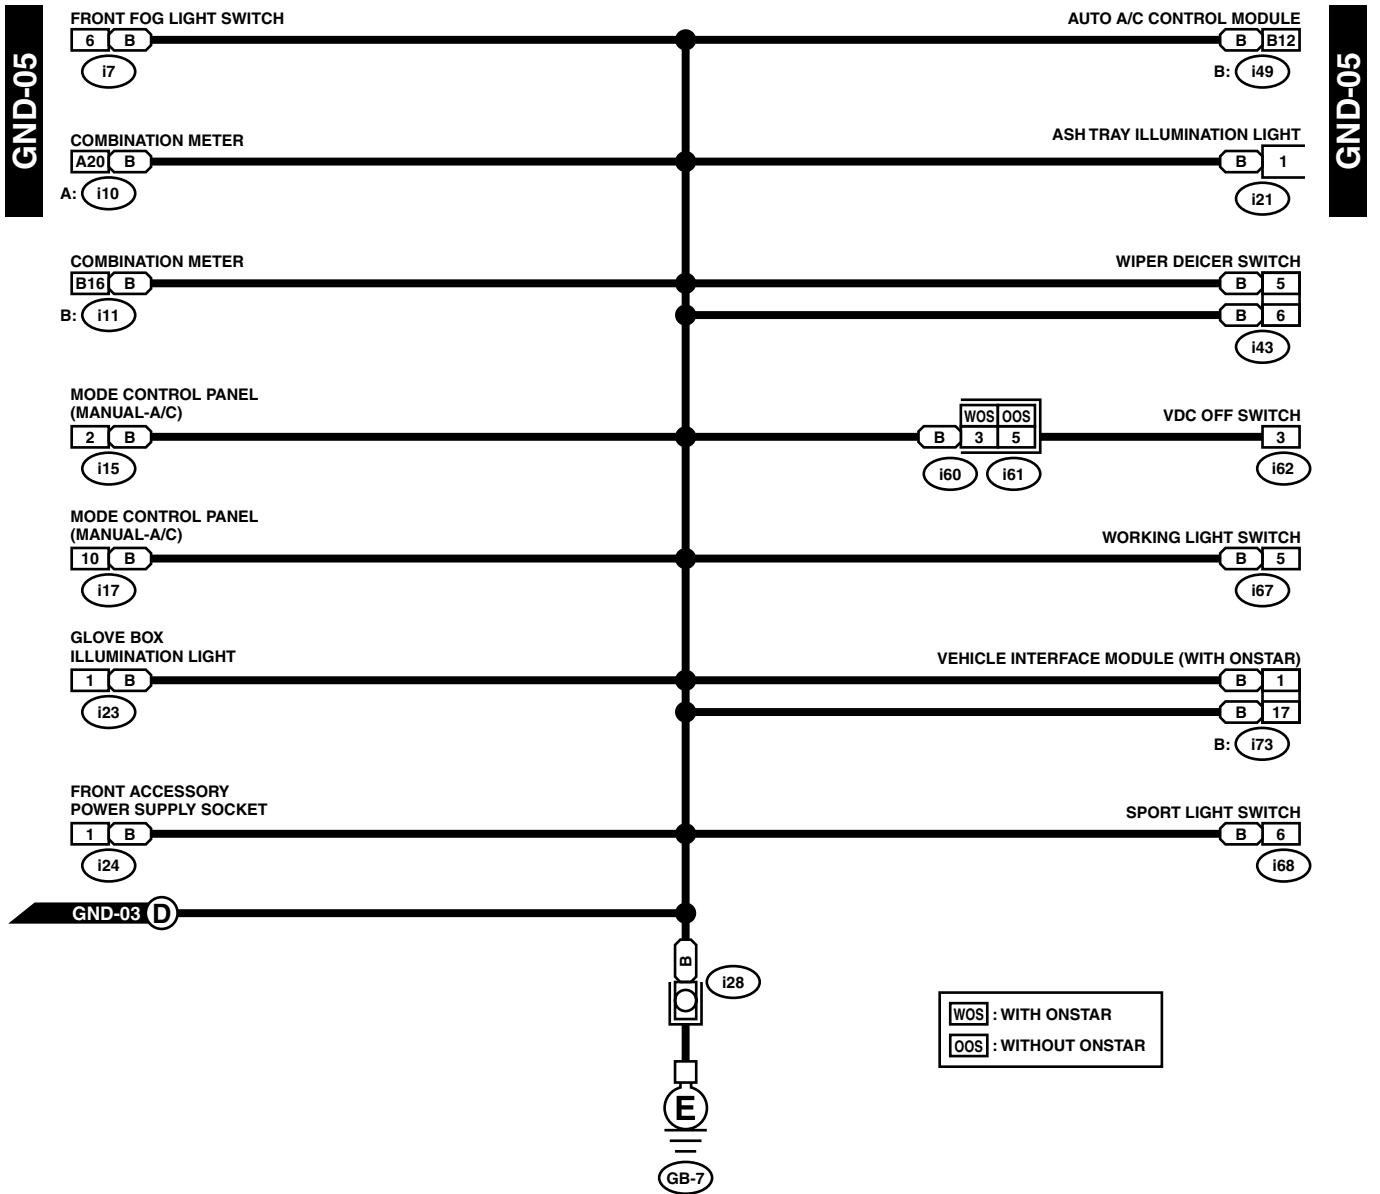 GND-05
FRONT FOG LIGHT SWITCH
6 B
i7
COMBINATION METER
A20 B
A: i10
COMBINATION METER
B16 B
B: i11
MODE CONTROL PANEL
(MANUAL-A/C)
2 B
i15
MODE CONTROL PANEL
(MANUAL-A/C)
10 B
i17
GLOVE BOX
ILLUMINATION LIGHT
1 B
i23
FRONT ACCESSORY
POWER SUPPLY SOCKET
1 B
i24
GND-03 D
AUTO A/C CONTROL MODULE
B B12
B: i49
ASH TRAY ILLUMINATION LIGHT
B 1
i21
WIPER DEICER SWITCH
B 5
B 6
i43
WOS OOS
B 3 5
i60 i61
VDC OFF SWITCH
3
i62
WORKING LIGHT SWITCH
B 5
i67
VEHICLE INTERFACE MODULE (WITH ONSTAR)
B 1
B 17
B: i73
SPORT LIGHT SWITCH
B 6
i68
GND-05
B
i28
E
GB-7
WOS : WITH ONSTAR
OOS : WITHOUT ONSTAR